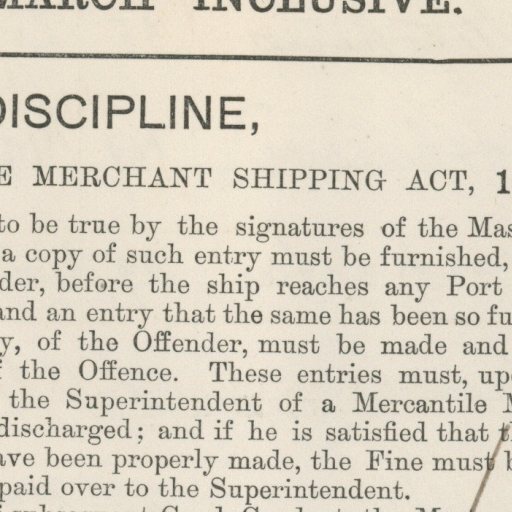 MARCH INCLUSIVE.
DISCIPLINE,
MERCHANT SHIPPING ACT, 1
to be true by the signatures of the Mas
a copy of such entry must be furnished,
der, before the ship reaches any Port
and an entry that the same has been so fu
y, of the Offender, must be made and
f the Offence. These entries must, upo
the Superintendent of a Mercantile M
discharged; and if he is satisfied that t
ave been properly made, the Fine must b
paid over to the Superintendent.